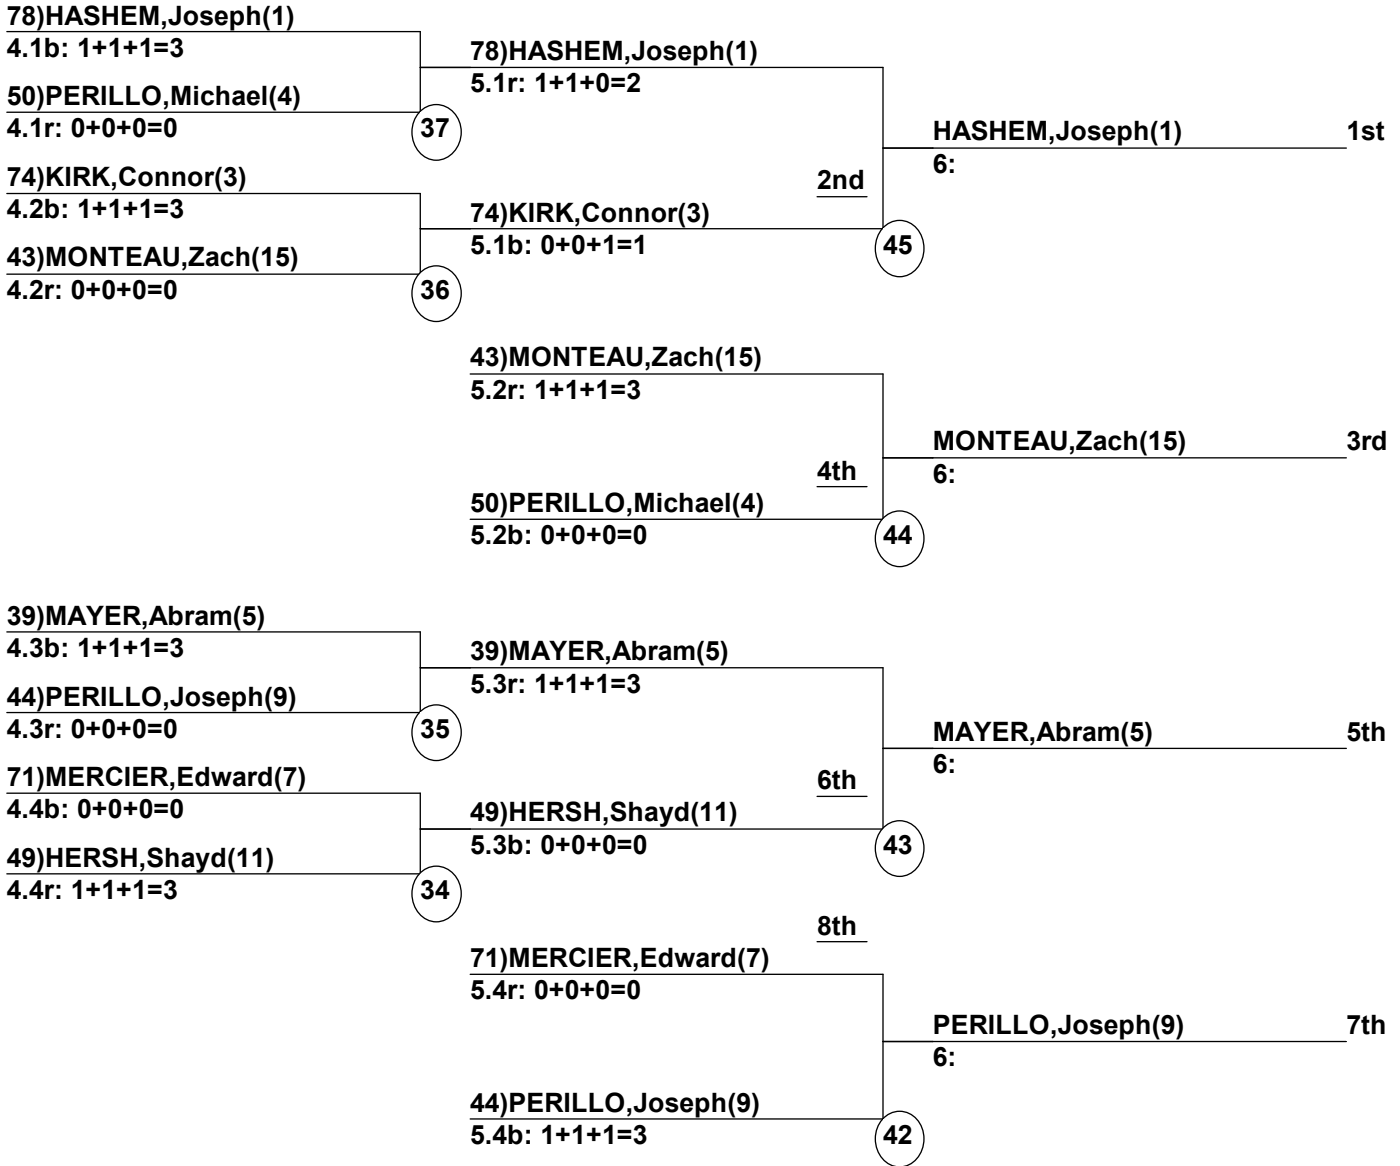 78)HASHEM,Joseph(1)
4.1b: 1+1+1=3
78)HASHEM,Joseph(1)
5.1r: 1+1+0=2
50)PERILLO,Michael(4)
4.1r: 0+0+0=0
37
HASHEM,Joseph(1) 1st
6:
74)KIRK,Connor(3)
4.2b: 1+1+1=3
2nd
74)KIRK,Connor(3)
5.1b: 0+0+1=1
45
43)MONTEAU,Zach(15)
4.2r: 0+0+0=0
36
43)MONTEAU,Zach(15)
5.2r: 1+1+1=3
MONTEAU,Zach(15) 3rd
6:
4th
50)PERILLO,Michael(4)
5.2b: 0+0+0=0
44
39)MAYER,Abram(5)
4.3b: 1+1+1=3
39)MAYER,Abram(5)
5.3r: 1+1+1=3
44)PERILLO,Joseph(9)
4.3r: 0+0+0=0
35
MAYER,Abram(5) 5th
6:
71)MERCIER,Edward(7)
4.4b: 0+0+0=0
6th
49)HERSH,Shayd(11)
5.3b: 0+0+0=0
43
49)HERSH,Shayd(11)
4.4r: 1+1+1=3
34
8th
71)MERCIER,Edward(7)
5.4r: 0+0+0=0
PERILLO,Joseph(9) 7th
6:
44)PERILLO,Joseph(9)
5.4b: 1+1+1=3
42